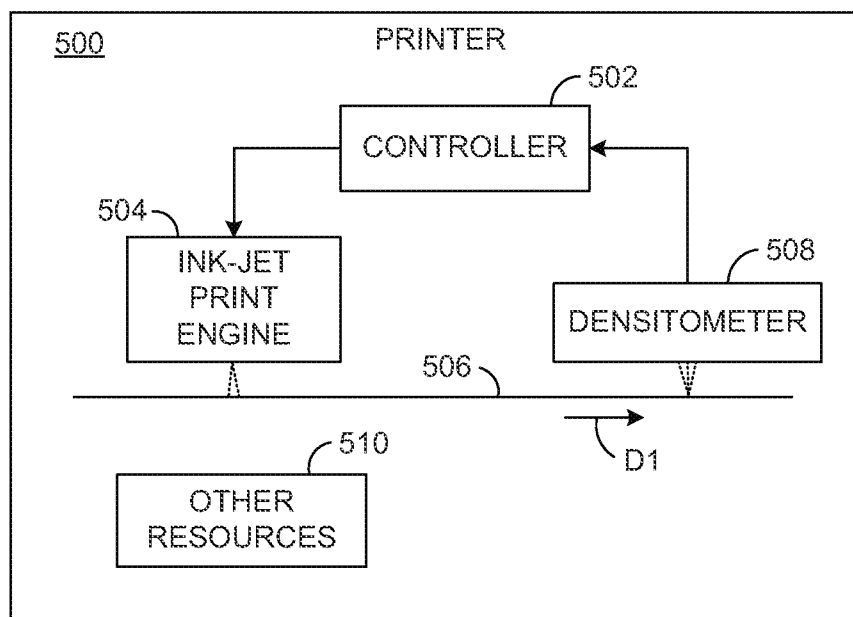 500
PRINTER
502
CONTROLLER
504
INK-JET
PRINT
ENGINE
508
DENSITOMETER
506
D1
510
OTHER
RESOURCES